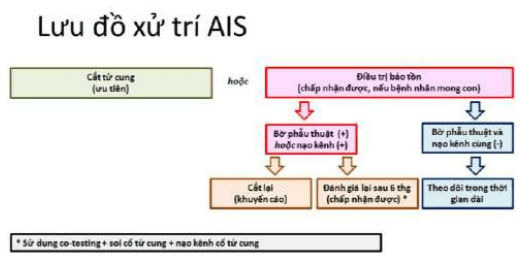 Lưu đồ xử trí AIS
Cắt tử cung
(ưu tiên)
hoặc
Điều trị bảo tồn
(chấp nhận được, nếu bệnh nhân mong con)
Bờ phẫu thuật (+)
hoặc nạo kênh (+)
Bờ phẫu thuật và
nạo kênh cùng (-)
Cắt lại
(khuyến cáo)
Đánh giá lại sau 6 thg
(chấp nhận được) *
Theo dõi trong thời
gian dài
* Sử dụng co-testing + soi cổ tử cung + nạo kênh cổ tử cung